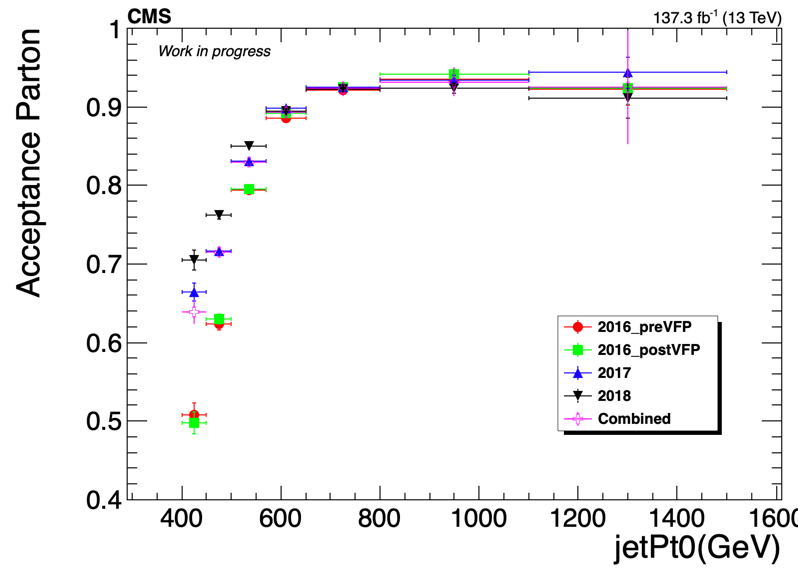 CMS
137.3 fb⁻¹ (13 TeV)
Work in progress
Acceptance Parton
1
0.9
0.8
0.7
0.6
0.5
0.4
2016_preVFP
2016_postVFP
2017
2018
Combined
400 600 800 1000 1200 1400 1600
jetPt0(GeV)